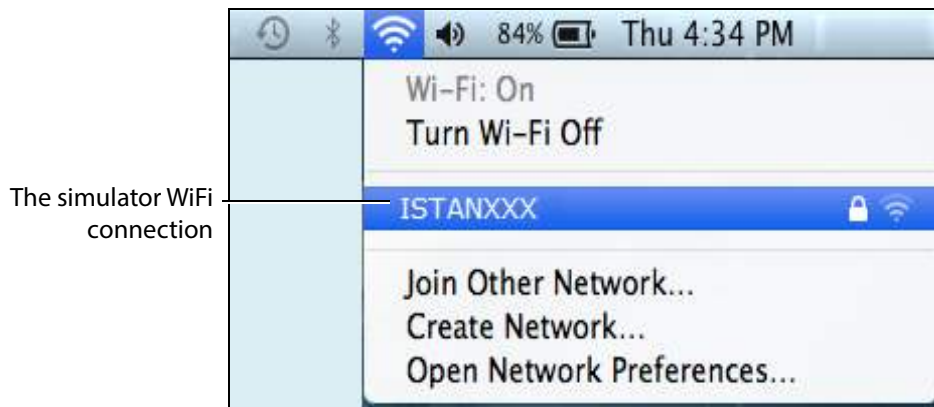 84% Thu 4:34 PM
Wi-Fi: On
Turn Wi-Fi Off
The simulator WiFi
connection
ISTANXXX
Join Other Network...
Create Network...
Open Network Preferences...